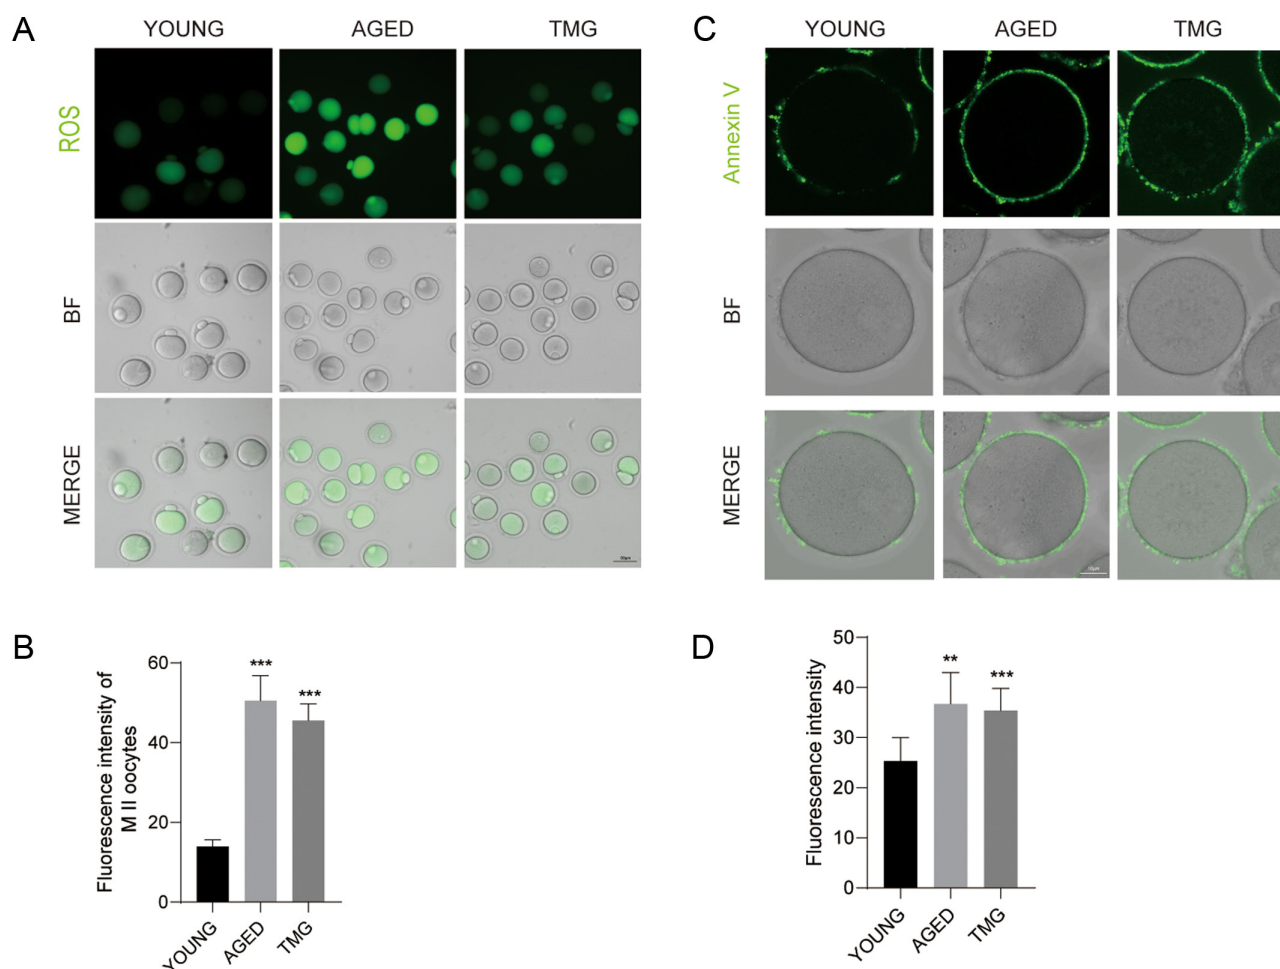 A
YOUNG
AGED
TMG
ROS
BF
MERGE
50μm
B
Fluorescence intensity of
M II oocytes
60
40
20
0
***
***
YOUNG
AGED
TMG
C
YOUNG
AGED
TMG
Annexin V
BF
MERGE
D
Fluorescence intensity
50
40
30
20
10
0
**
***
YOUNG
AGED
TMG